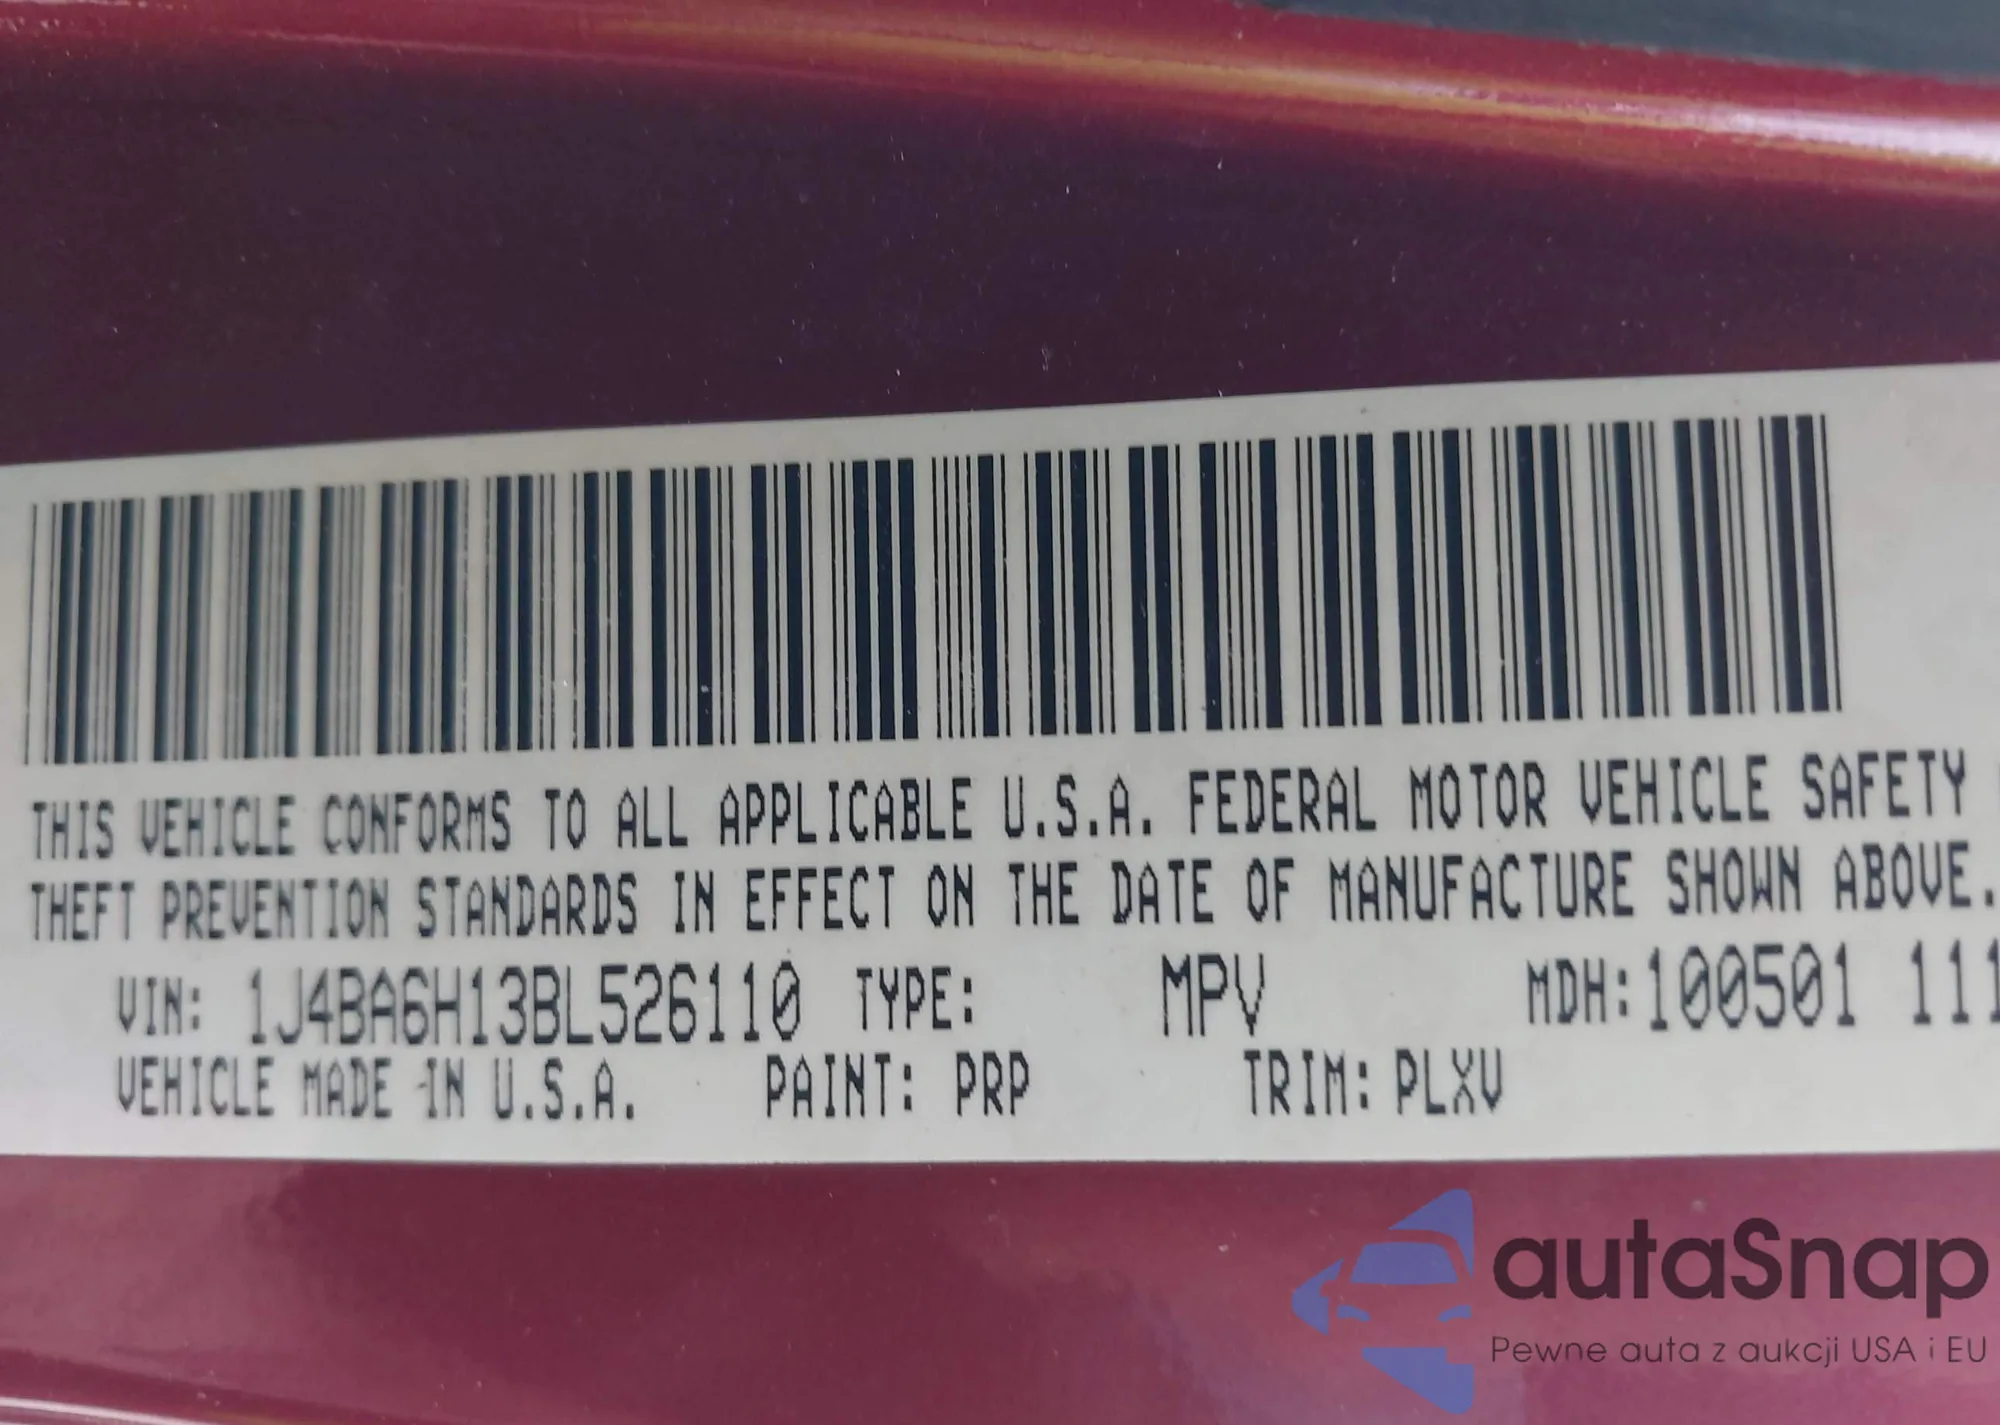 THIS VEHICLE CONFORMS TO ALL APPLICABLE U.S.A. FEDERAL MOTOR VEHICLE SAFETY
THEFT PREVENTION STANDARDS IN EFFECT ON THE DATE OF MANUFACTURE SHOWN ABOVE.
VIN: 1J4BA6H13BL526110 TYPE: MPV MDH:100501 111
VEHICLE MADE IN U.S.A. PAINT: PRP TRIM: PLXV
autaSnap
Pewne auta z aukcji USA i EU